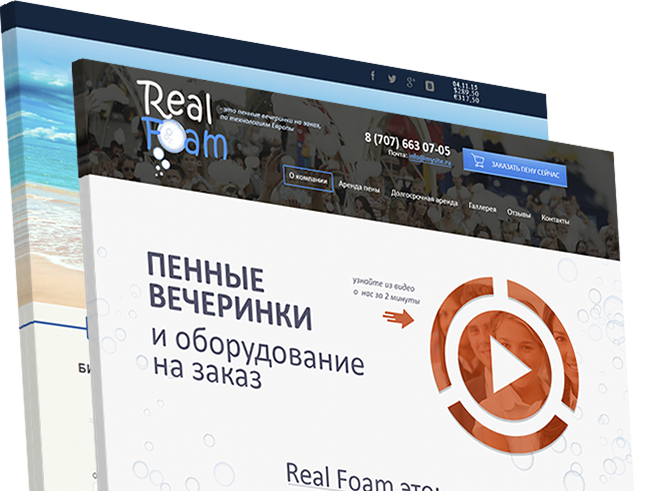 04.11.15
$289,50
€317,50
Real
Foam
- это пенные вечеринки на заказ,
по технологиям Европы
8 (707) 663 07-05
Почта: info@mysite.ru
ЗАКАЗАТЬ ПЕНУ СЕЙЧАС
О компании
Аренда пены
Долгосрочная аренда
Галлерея
Отзывы
Контакты
ПЕННЫЕ
ВЕЧЕРИНКИ
и оборудование
на заказ
узнайте из видео
о нас за 2 минуты
Real Foam это:
БИ